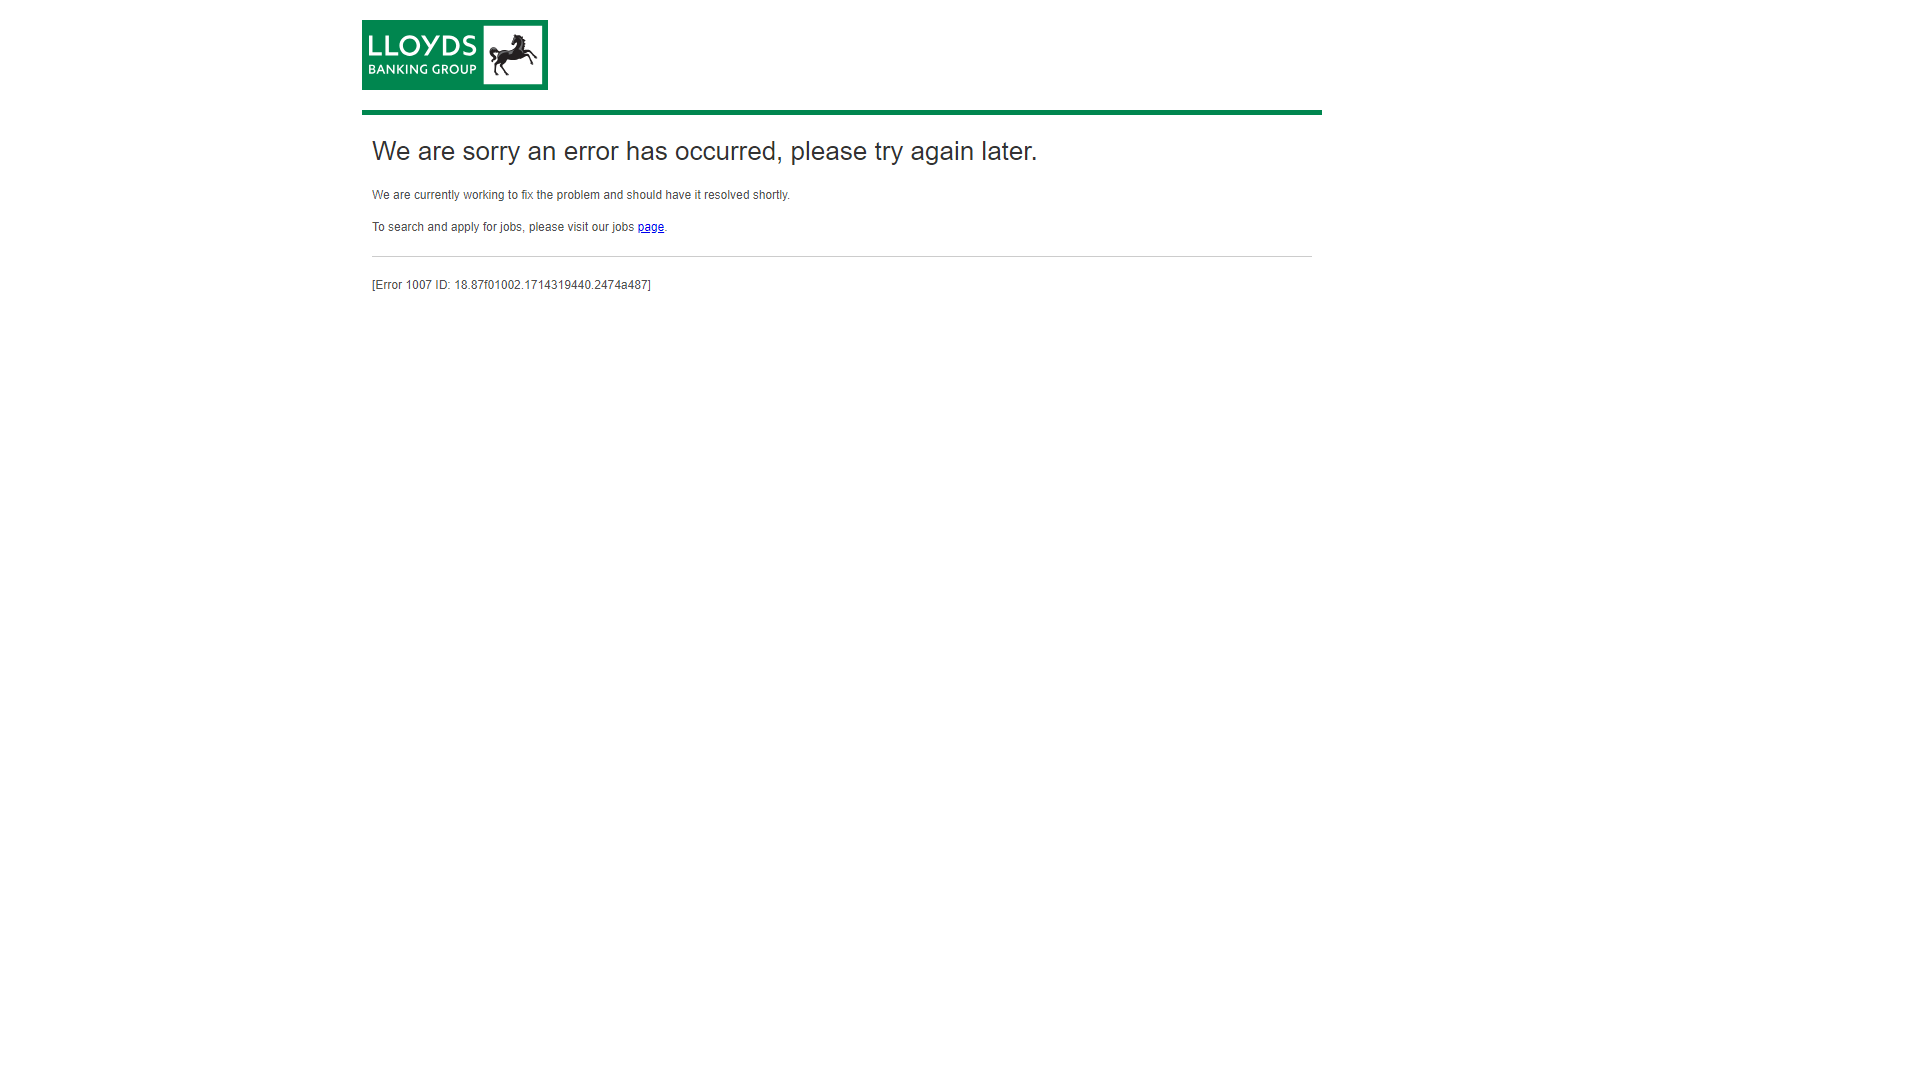 LLOYDS
BANKING GROUP
We are sorry an error has occurred, please try again later.
We are currently working to fix the problem and should have it resolved shortly.
To search and apply for jobs, please visit our jobs page.
[Error 1007 ID: 18.87f01002.1714319440.2474a487]